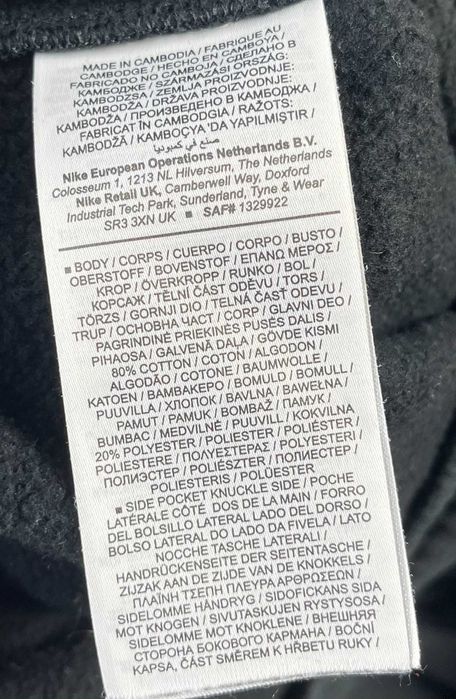 MADE IN CAMBODIA / FABRIQUE AU
CAMBODGE / HECHO EN CAMBOYA /
FABRICADO NO CAMBOJA / СДЕЛАНО В
КАМБОДЖЕ / SZÁRMAZÁSI ORSZÁG:
KAMBODZSA / ZEMLJA PROIZVODNJE:
KAMBODŽA / DRŽAVA PROIZVODNJE:
КАМБОДЖА / ПРОИЗВЕДЕНО В КАМБОДЖА /
FABRICAT ÎN CAMBODGIA / RAŽOTS:
KAMBODŽĀ / KAMBOÇYA 'DA YAPILMIŞTIR /
صنع في كمبوديا
Nike European Operations Netherlands B.V.
Colosseum 1, 1213 NL Hilversum, The Netherlands
Nike Retail UK, Camberwell Way, Doxford
Industrial Tech Park, Sunderland, Tyne & Wear
SR3 3XN UK ■ SAF# 1329922
■ BODY / CORPS / CUERPO / CORPO / BUSTO /
OBERSTOFF / BOVENSTOF / ΕΠΑΝΩ ΜΕΡΟΣ /
KROP / ÖVERKROPP / RUNKO / BOL /
КОРСАЖ / TĚLNÍ ČÁST ODĚVU / TORS /
TÖRZS / GORNJI DIO / TELNÁ ČASŤ ODEVU /
TRUP / ОСНОВНА ЧАСТ / CORP / GLAVNI DEO /
PAGRINDINĖ PRIEKINĖS PUSĖS DALIS /
PIHAOSA / GALVENĀ DAĻA / GÖVDE KISMI
80% COTTON / COTON / ALGODON /
ALGODÃO / COTONE / BAUMWOLLE /
KATOEN / ΒΑΜΒΑΚΕΡΟ / BOMULD / BOMULL /
PUUVILLA / ХЛОПОК / BAVLNA / BAWEŁNA /
PAMUT / PAMUK / BOMBAŽ / ПАМУК /
BUMBAC / MEDVILNĖ / PUUVILL / KOKVILNA
20% POLYESTER / POLIESTER / POLIÉSTER /
POLIESTERE / ΠΟΛΥΕΣΤΕΡΑΣ / POLYESTERI /
ПОЛИЭСТЕР / POLIÉSZTER / ПОЛИЕСТЕР /
POLIESTERIS / POLÜESTER
■ SIDE POCKET KNUCKLE SIDE / POCHE
LATÉRALE CÔTÉ DOS DE LA MAIN / FORRO
DEL BOLSILLO LATERAL LADO DEL DORSO /
BOLSO LATERAL DO LADO DA FIVELA / LATO
NOCCHE TASCHE LATERALI /
HANDRÜCKENSEITE DER SEITENTASCHE /
ZIJZAK AAN DE ZIJDE VAN DE KNOKKELS /
ΠΛΑΪΝΗ ΤΣΕΠΗ ΠΛΕΥΡΑ ΑΡΘΡΩΣΕΩΝ /
SIDELOMME HÅNDRYG / SIDOFICKANS SIDA
MOT KNOGEN / SIVUTASKUJEN RYSTYSOSA /
SIDELOMME MOT KNOKLENE / ВНЕШНЯЯ
СТОРОНА БОКОВОГО КАРМАНА / BOČNÍ
KAPSA, ČÁST SMĚREM K HŘBETU RUKY /